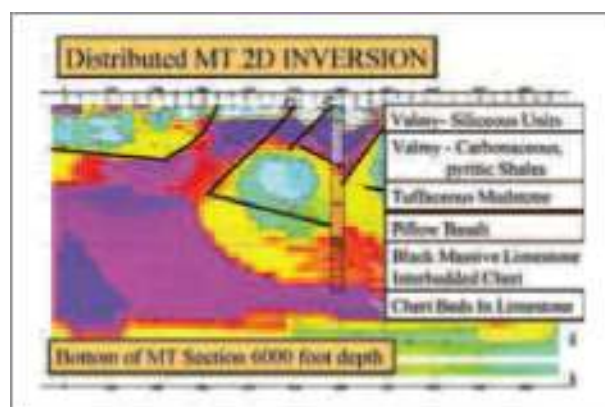 Distributed MT 2D INVERSION
Valmy- Siliceous Units
Valmy - Carbonaceous,
pyritic Shales
Tuffaceous Mudstone
Pillow Basalt
Black Massive Limestone
Interbedded Chert
Chert Beds In Limestone
Bottom of MT Section 6000 foot depth